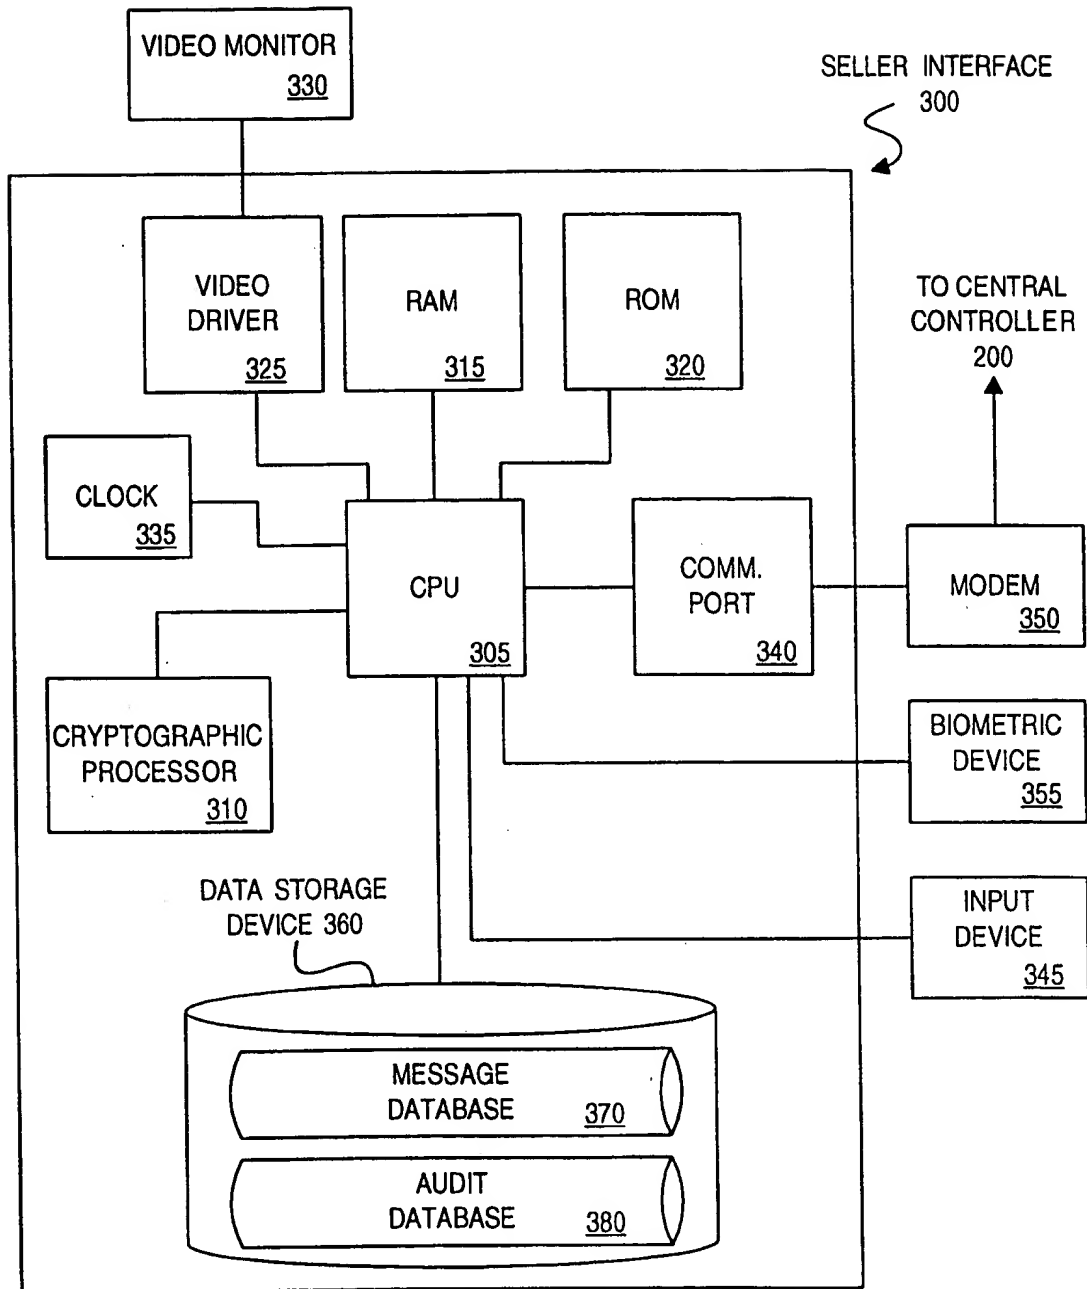 VIDEO MONITOR
330
SELLER INTERFACE
300
VIDEO
DRIVER
325
RAM
315
ROM
320
TO CENTRAL
CONTROLLER
200
CLOCK
335
CPU
305
COMM.
PORT
340
MODEM
350
CRYPTOGRAPHIC
PROCESSOR
310
BIOMETRIC
DEVICE
355
DATA STORAGE
DEVICE 360
INPUT
DEVICE
345
MESSAGE
DATABASE
370
AUDIT
DATABASE
380